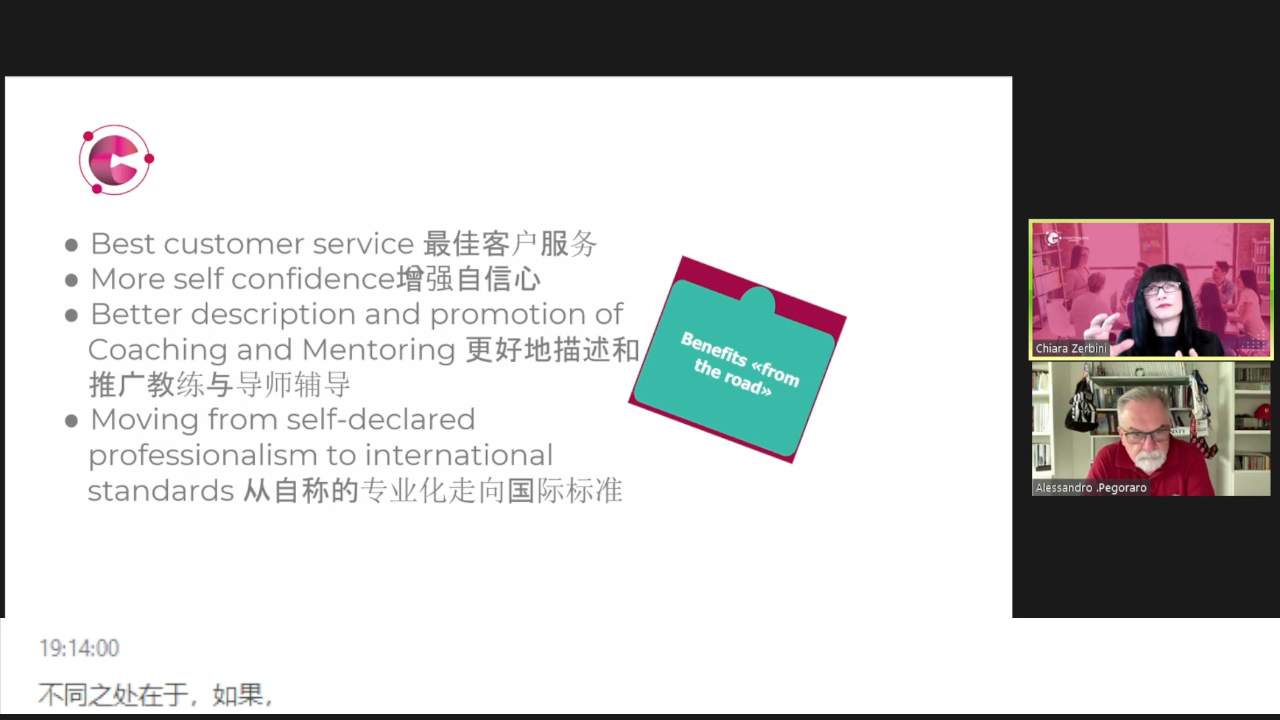 ● Best customer service 最佳客户服务
● More self confidence增强自信心
● Better description and promotion of
Coaching and Mentoring 更好地描述和
推广教练与导师辅导
● Moving from self-declared
professionalism to international
standards 从自称的专业化走向国际标准
Benefits «from
the road»
Chiara Zerbini
Alessandro .Pegoraro
19:14:00
不同之处在于，如果，